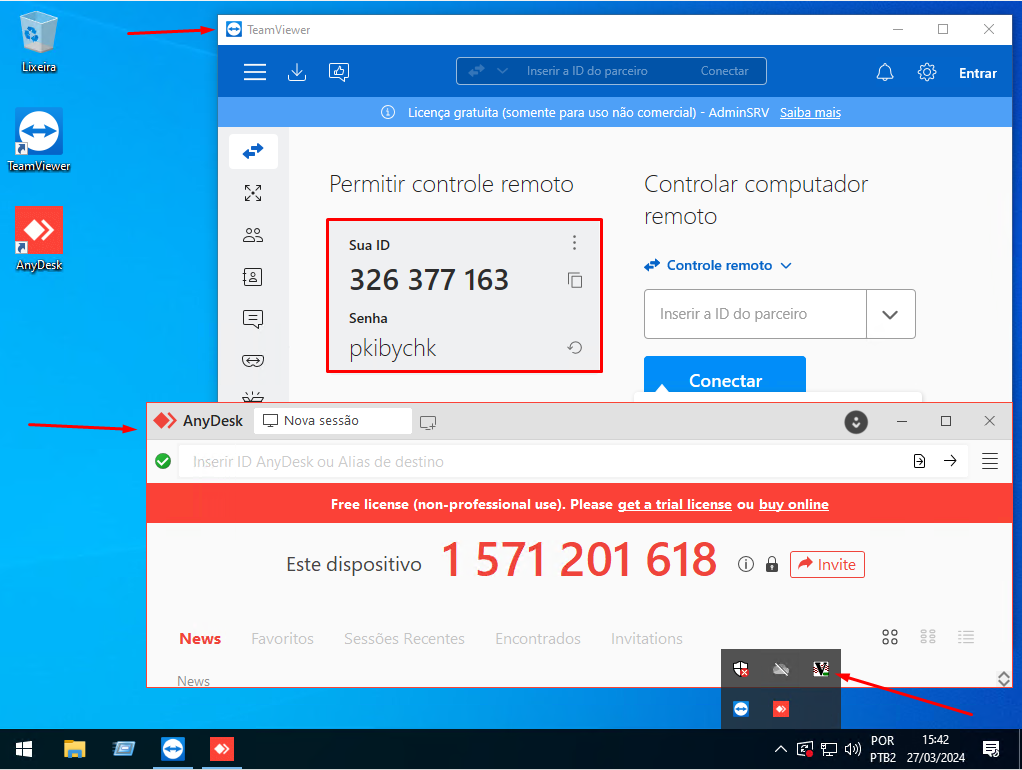 Lixeira
TeamViewer
AnyDesk
TeamViewer
Inserir a ID do parceiro
Conectar
Entrar
Licença gratuita (somente para uso não comercial) - AdminSRV Saiba mais
Permitir controle remoto
Sua ID
326 377 163
Senha
pkibychk
Controlar computador
remoto
Controle remoto
Inserir a ID do parceiro
Conectar
AnyDesk
Nova sessão
Inserir ID AnyDesk ou Alias de destino
Free license (non-professional use). Please get a trial license ou buy online
Este dispositivo
1 571 201 618
Invite
News
Favoritos
Sessões Recentes
Encontrados
Invitations
News
POR
PTB2
15:42
27/03/2024